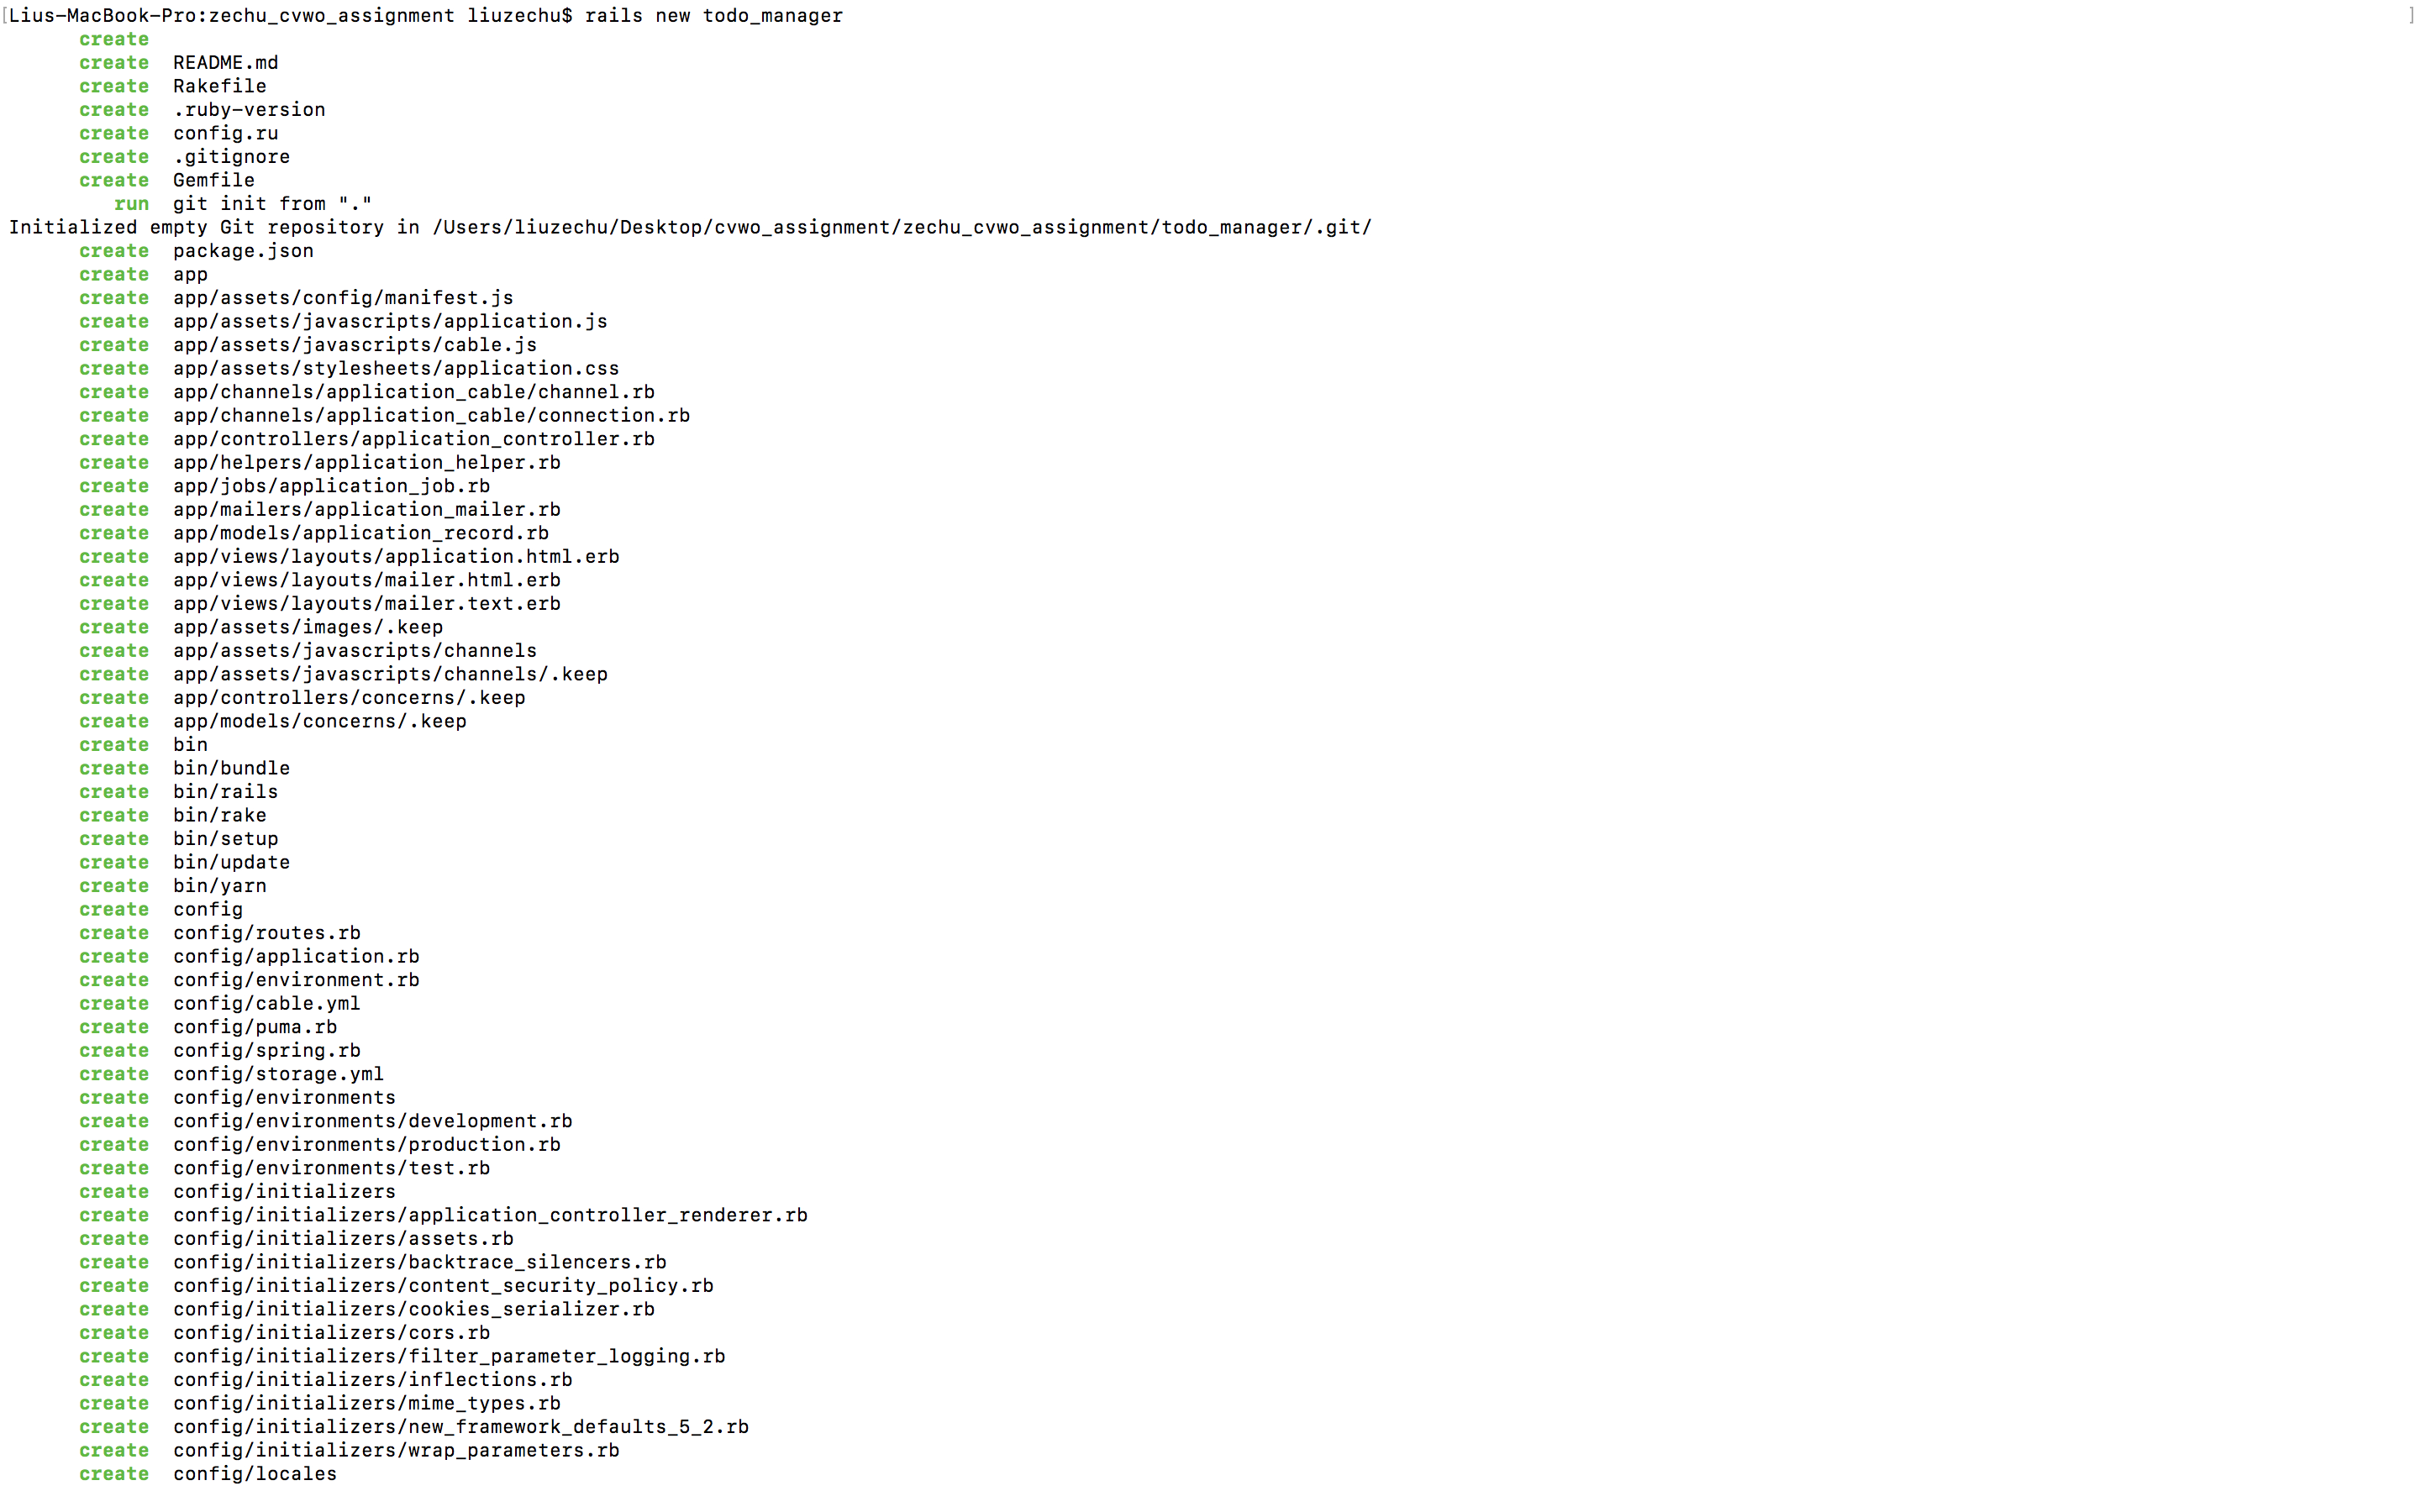 [Lius-MacBook-Pro:zechu_cvwo_assignment liuzechu$ rails new todo_manager ]
create
create README.md
create Rakefile
create .ruby-version
create config.ru
create .gitignore
create Gemfile
run git init from "."
Initialized empty Git repository in /Users/liuzechu/Desktop/cvwo_assignment/zechu_cvwo_assignment/todo_manager/.git/
create package.json
create app
create app/assets/config/manifest.js
create app/assets/javascripts/application.js
create app/assets/javascripts/cable.js
create app/assets/stylesheets/application.css
create app/channels/application_cable/channel.rb
create app/channels/application_cable/connection.rb
create app/controllers/application_controller.rb
create app/helpers/application_helper.rb
create app/jobs/application_job.rb
create app/mailers/application_mailer.rb
create app/models/application_record.rb
create app/views/layouts/application.html.erb
create app/views/layouts/mailer.html.erb
create app/views/layouts/mailer.text.erb
create app/assets/images/.keep
create app/assets/javascripts/channels
create app/assets/javascripts/channels/.keep
create app/controllers/concerns/.keep
create app/models/concerns/.keep
create bin
create bin/bundle
create bin/rails
create bin/rake
create bin/setup
create bin/update
create bin/yarn
create config
create config/routes.rb
create config/application.rb
create config/environment.rb
create config/cable.yml
create config/puma.rb
create config/spring.rb
create config/storage.yml
create config/environments
create config/environments/development.rb
create config/environments/production.rb
create config/environments/test.rb
create config/initializers
create config/initializers/application_controller_renderer.rb
create config/initializers/assets.rb
create config/initializers/backtrace_silencers.rb
create config/initializers/content_security_policy.rb
create config/initializers/cookies_serializer.rb
create config/initializers/cors.rb
create config/initializers/filter_parameter_logging.rb
create config/initializers/inflections.rb
create config/initializers/mime_types.rb
create config/initializers/new_framework_defaults_5_2.rb
create config/initializers/wrap_parameters.rb
create config/locales